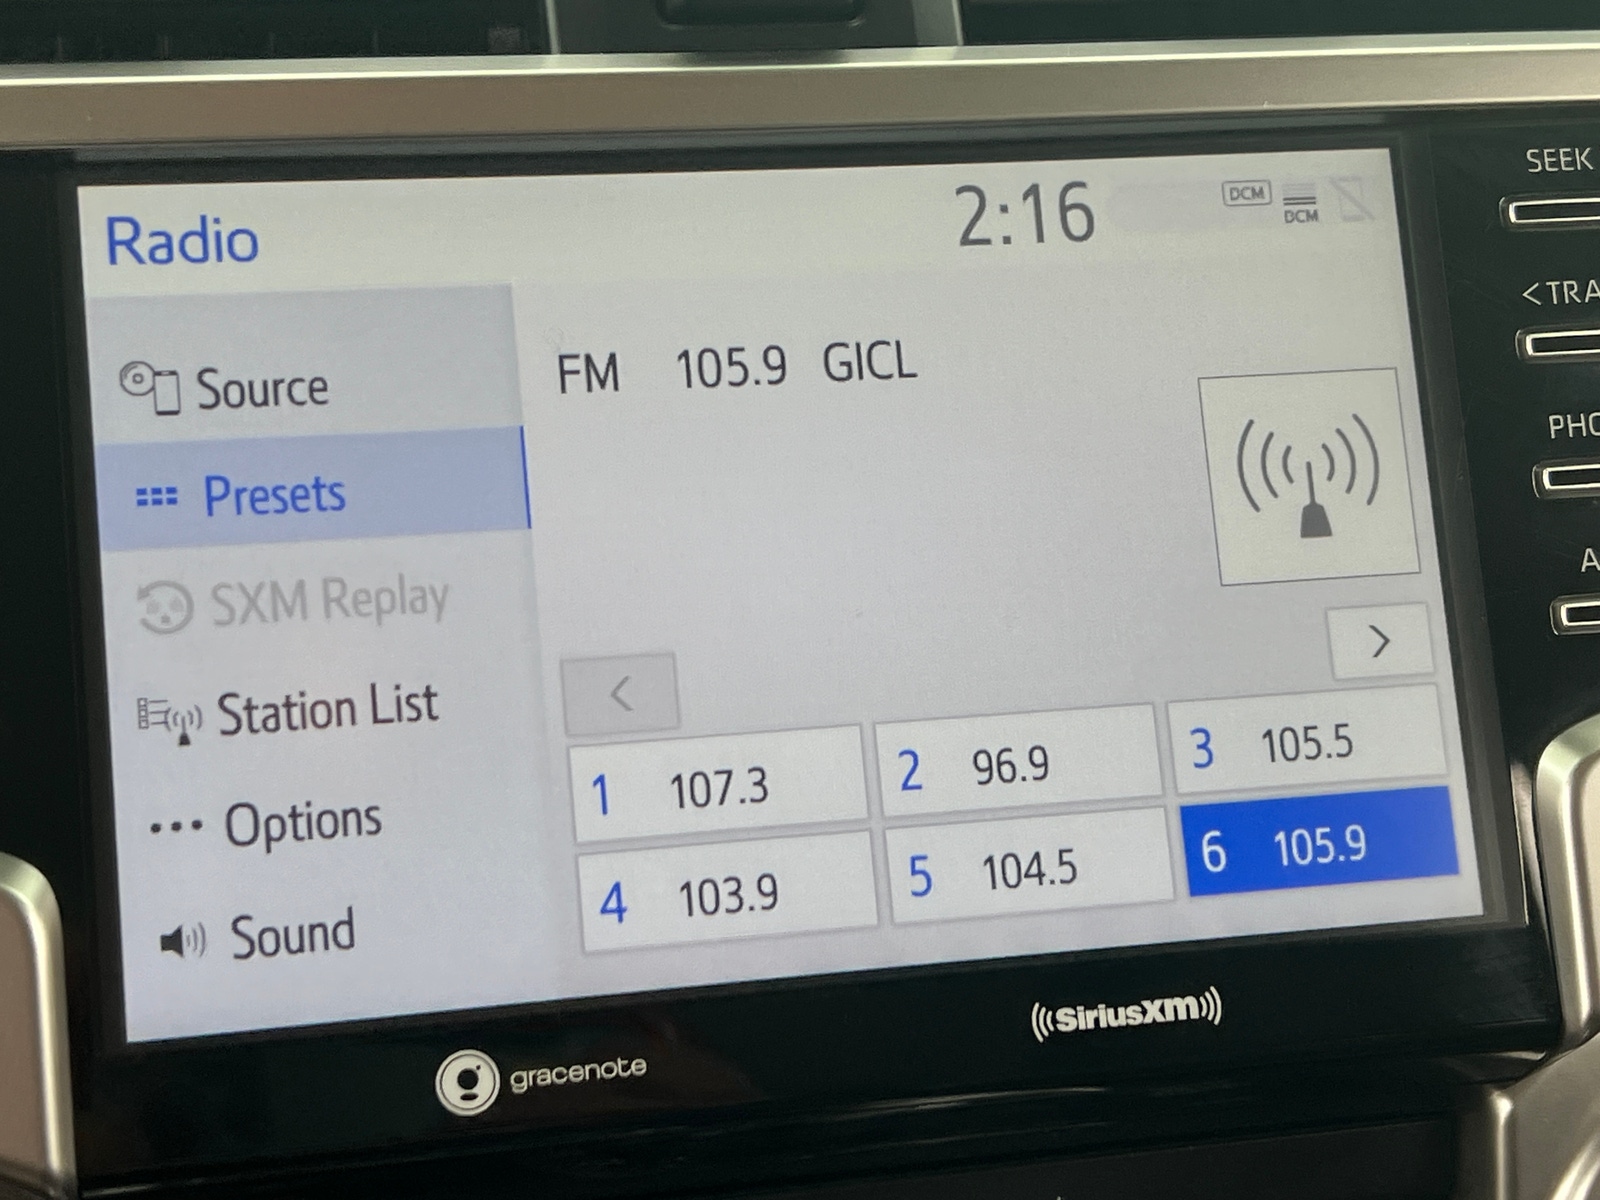 Radio
2:16
DCM
DCM
Source
Presets
SXM Replay
Station List
Options
Sound
FM 105.9 GICL
<
>
1 107.3
2 96.9
3 105.5
4 103.9
5 104.5
6 105.9
SEEK
<TRA
PHO
A
gracenote
SiriusXM